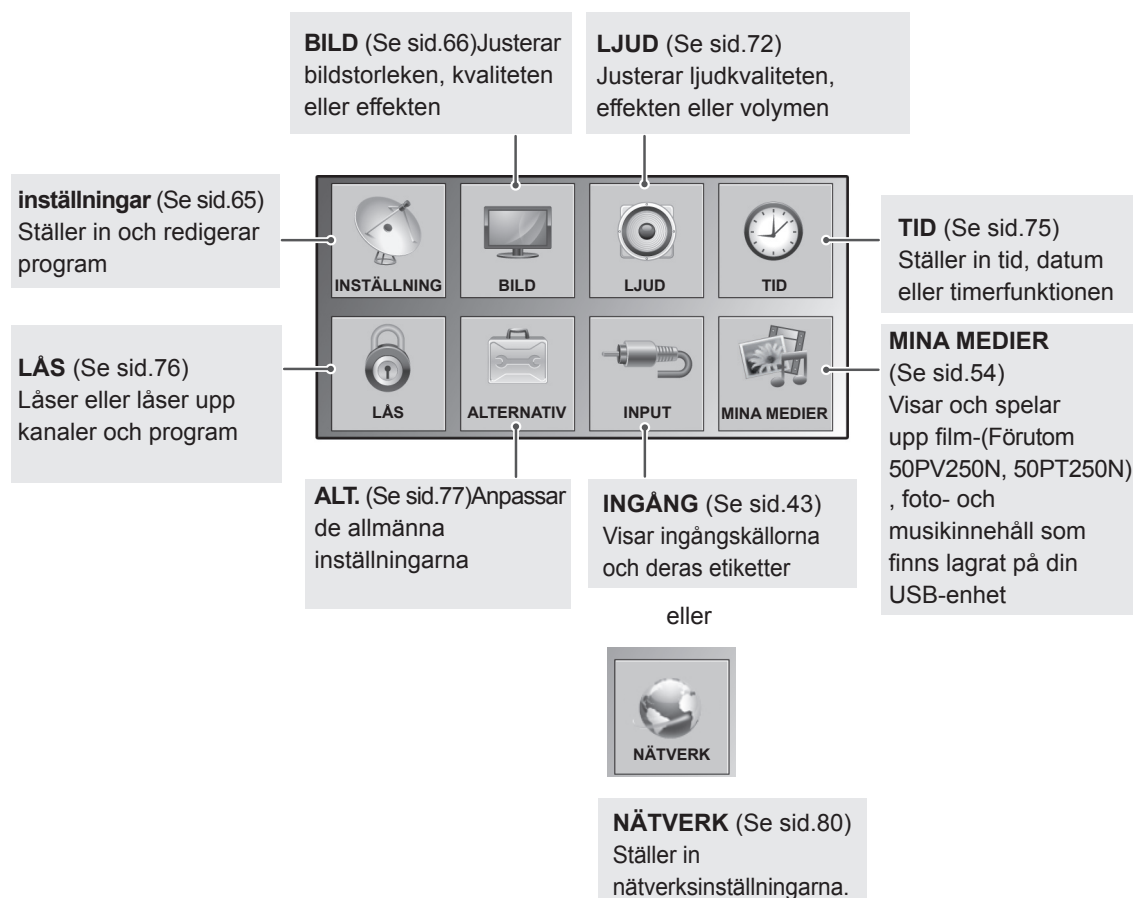 BILD (Se sid.66)Justerar
bildstorleken, kvaliteten
eller effekten
LJUD (Se sid.72)
Justerar ljudkvaliteten,
effekten eller volymen
inställningar (Se sid.65)
Ställer in och redigerar
program
LÅS (Se sid.76)
Låser eller låser upp
kanaler och program
INSTÄLLNING
BILD
LJUD
TID
LÅS
ALTERNATIV
INPUT
MINA MEDIER
TID (Se sid.75)
Ställer in tid, datum
eller timerfunktionen
MINA MEDIER
(Se sid.54)
Visar och spelar
upp film-(Förutom
50PV250N, 50PT250N)
, foto- och
musikinnehåll som
finns lagrat på din
USB-enhet
ALT. (Se sid.77)Anpassar
de allmänna
inställningarna
INGÅNG (Se sid.43)
Visar ingångskällorna
och deras etiketter
eller
NÄTVERK
NÄTVERK (Se sid.80)
Ställer in
nätverksinställningarna.